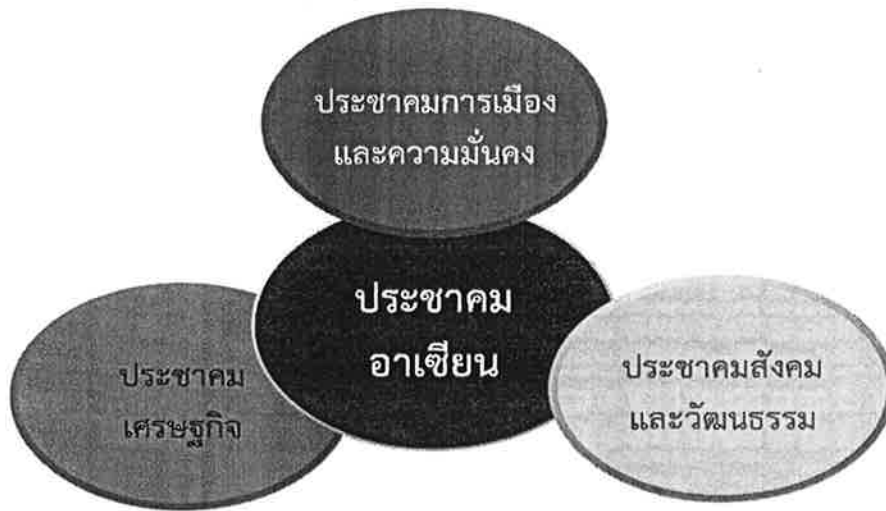 ประชาคมการเมือง
และความมั่นคง
ประชาคม
อาเซียน
ประชาคม
เศรษฐกิจ
ประชาคมสังคม
และวัฒนธรรม